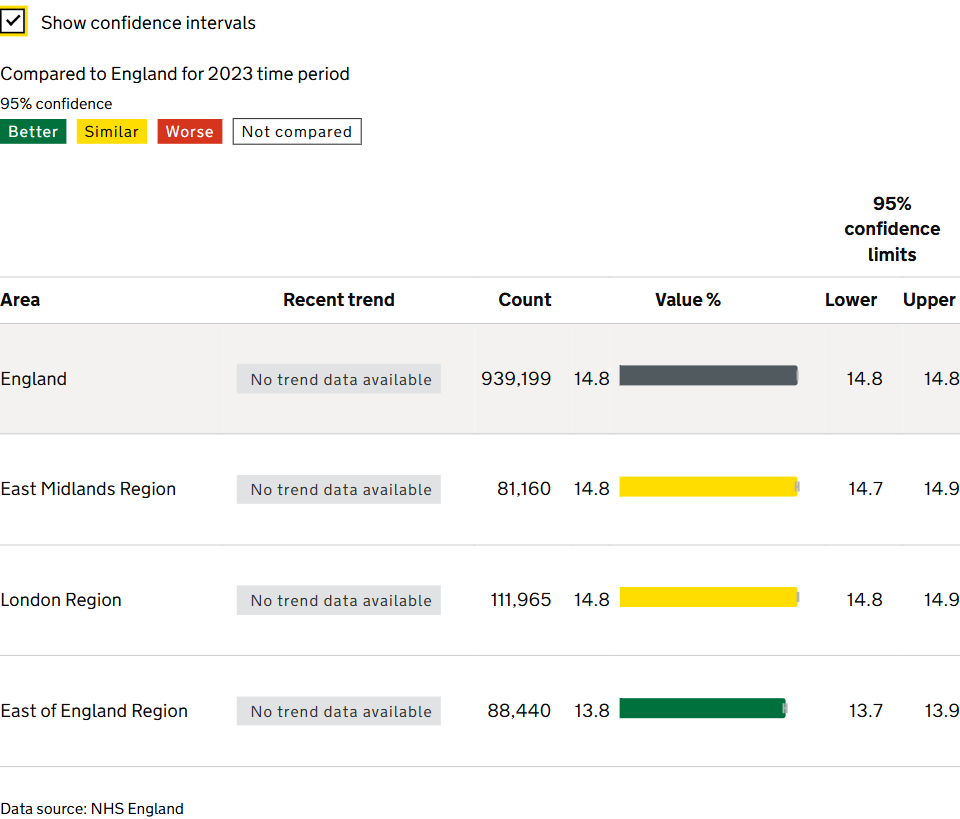 Show confidence intervals
Compared to England for 2023 time period
95% confidence
Better Similar Worse Not compared
95%
confidence
limits
Area Recent trend Count Value % Lower Upper
England No trend data available 939,199 14.8 14.8 14.8
East Midlands Region No trend data available 81,160 14.8 14.7 14.9
London Region No trend data available 111,965 14.8 14.8 14.9
East of England Region No trend data available 88,440 13.8 13.7 13.9
Data source: NHS England